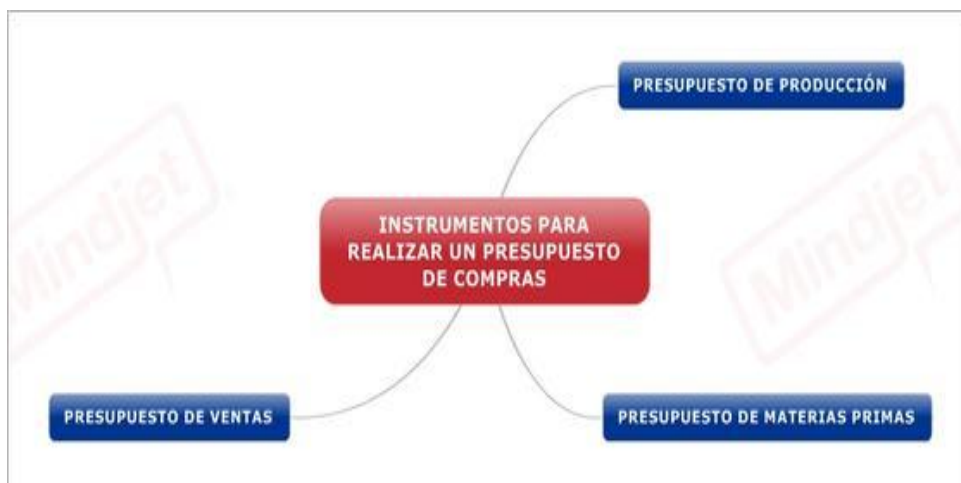 PRESUPUESTO DE PRODUCCIÓN
INSTRUMENTOS PARA
REALIZAR UN PRESUPUESTO
DE COMPRAS
PRESUPUESTO DE VENTAS
PRESUPUESTO DE MATERIAS PRIMAS
Mindjet
Mindjet